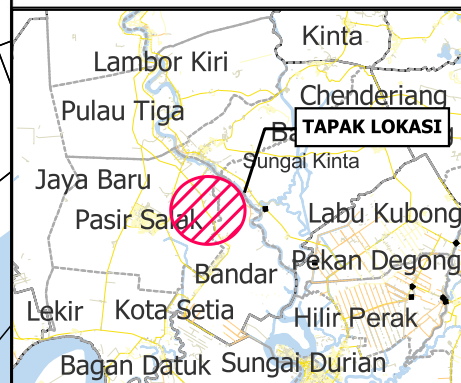 Kinta
Lambor Kiri
Chenderiang
Pulau Tiga
TAPAK LOKASI
Sungai Kinta
Jaya Baru
Pasir Salak
Labu Kubong
Bandar
Pekan Degong
Lekir
Kota Setia
Hilir Perak
Bagan Datuk
Sungai Durian